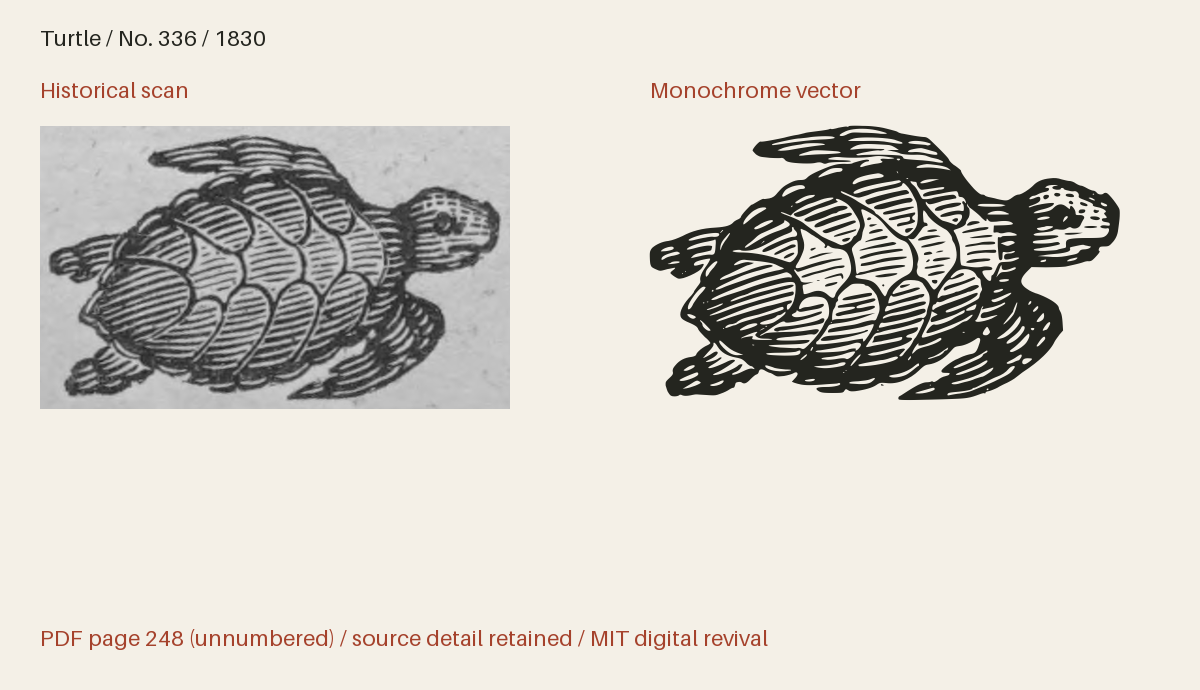 Turtle / No. 336 / 1830
Historical scan
Monochrome vector
PDF page 248 (unnumbered) / source detail retained / MIT digital revival